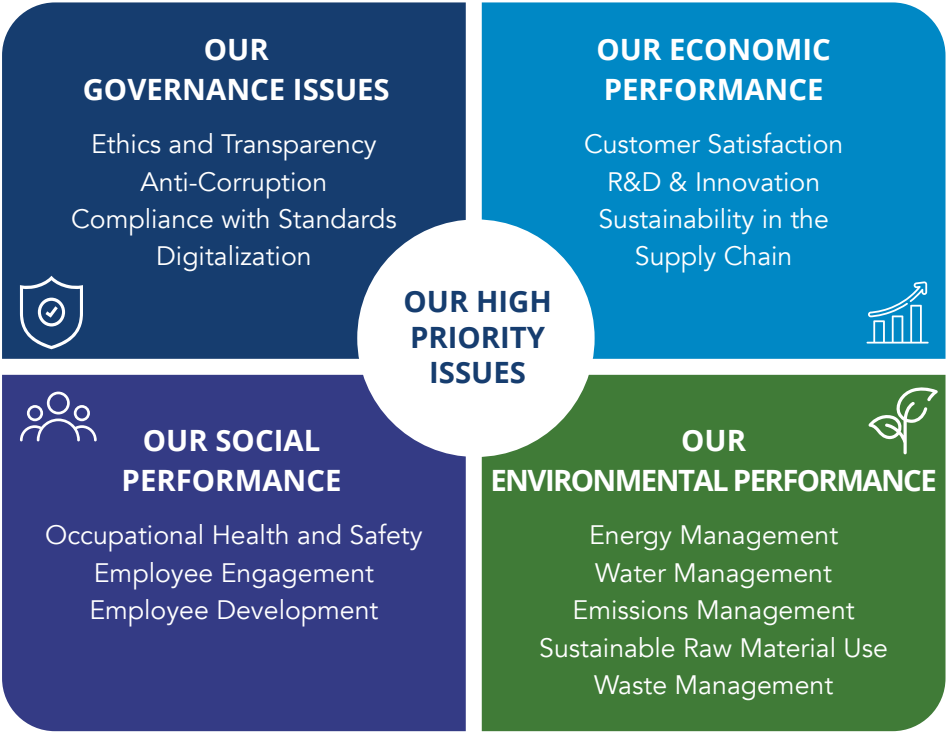 OUR
GOVERNANCE ISSUES
Ethics and Transparency
Anti-Corruption
Compliance with Standards
Digitalization
OUR ECONOMIC
PERFORMANCE
Customer Satisfaction
R&D & Innovation
Sustainability in the
Supply Chain
OUR HIGH
PRIORITY
ISSUES
OUR SOCIAL
PERFORMANCE
Occupational Health and Safety
Employee Engagement
Employee Development
OUR
ENVIRONMENTAL PERFORMANCE
Energy Management
Water Management
Emissions Management
Sustainable Raw Material Use
Waste Management